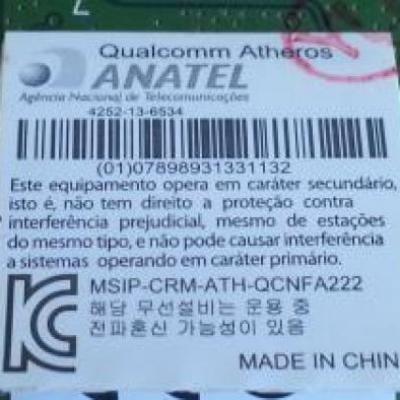 Qualcomm Atheros
ANATEL
Agência Nacional de Telecomunicações
4252-13-6534
(01)07898931331132
Este equipamento opera em caráter secundário,
isto é, não tem direito a proteção contra
interferência prejudicial, mesmo de estações
do mesmo tipo, e não pode causar interferência
a sistemas operando em caráter primário.
MSIP-CRM-ATH-QCNFA222
해당 무선설비는 운용 중
전파혼신 가능성이 있음
MADE IN CHIN